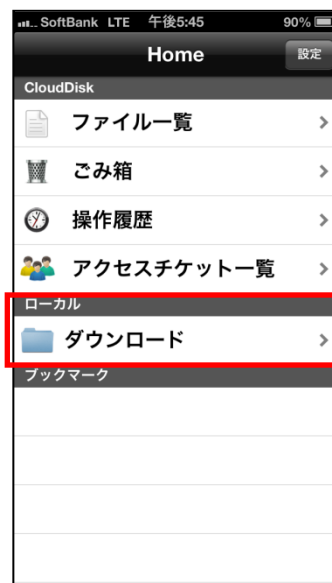 SoftBank LTE 午後5:45 90%
Home 設定
CloudDisk
ファイル一覧
ごみ箱
操作履歴
アクセスチケット一覧
ローカル
ダウンロード
ブックマーク